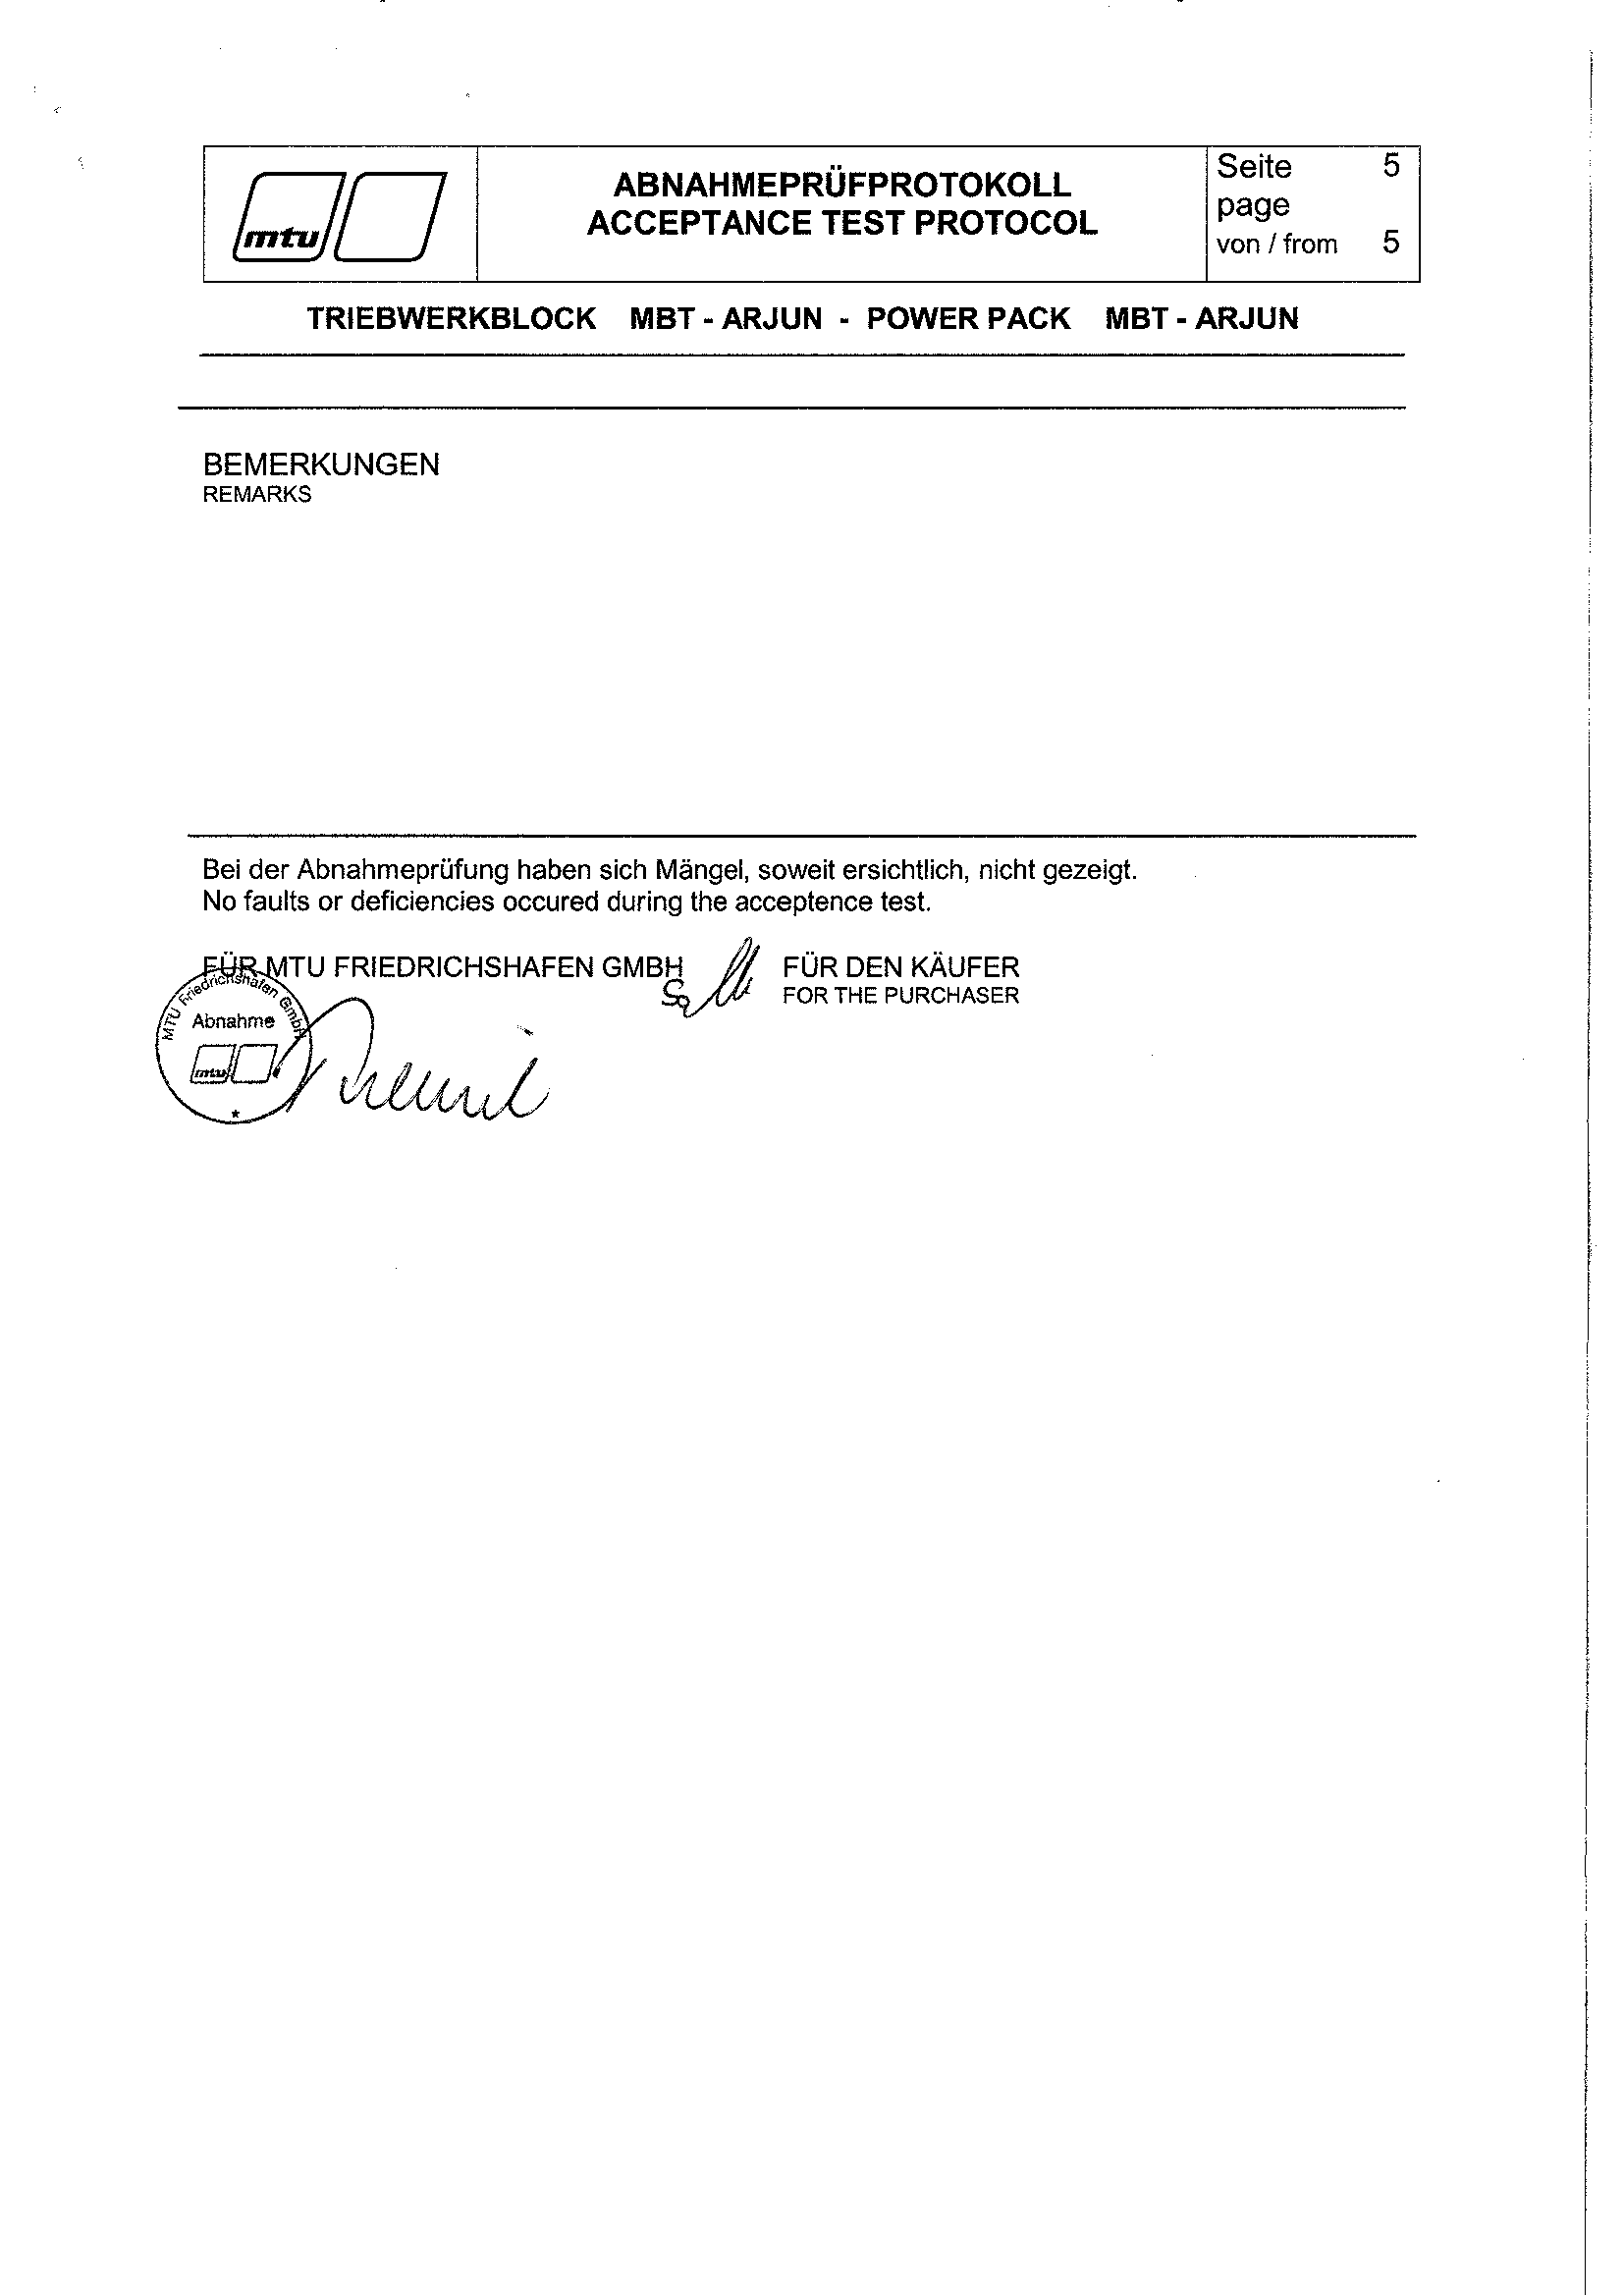 mtu
ABNAHMEPRÜFPROTOKOLL
ACCEPTANCE TEST PROTOCOL
Seite 5
page
von / from 5
TRIEBWERKBLOCK MBT - ARJUN - POWER PACK MBT - ARJUN
BEMERKUNGEN
REMARKS
Bei der Abnahmeprüfung haben sich Mängel, soweit ersichtlich, nicht gezeigt.
No faults or deficiencies occured during the acceptence test.
FÜR MTU FRIEDRICHSHAFEN GMBH
FÜR DEN KÄUFER
FOR THE PURCHASER
MTU Friedrichshafen GmbH
Abnahme
mtu